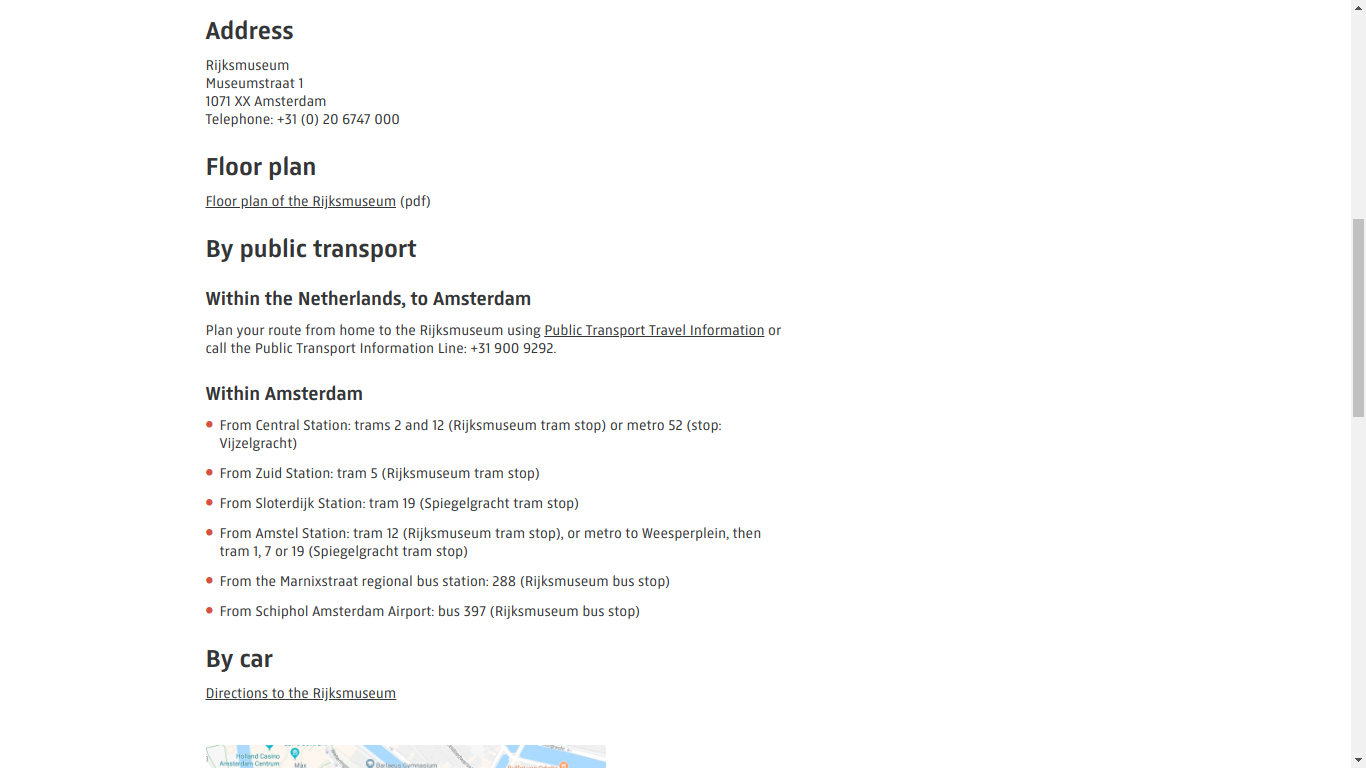 Address
Rijksmuseum
Museumstraat 1
1071 XX Amsterdam
Telephone: +31 (0) 20 6747 000
Floor plan
Floor plan of the Rijksmuseum (pdf)
By public transport
Within the Netherlands, to Amsterdam
Plan your route from home to the Rijksmuseum using Public Transport Travel Information or
call the Public Transport Information Line: +31 900 9292.
Within Amsterdam
From Central Station: trams 2 and 12 (Rijksmuseum tram stop) or metro 52 (stop:
Vijzelgracht)
From Zuid Station: tram 5 (Rijksmuseum tram stop)
From Sloterdijk Station: tram 19 (Spiegelgracht tram stop)
From Amstel Station: tram 12 (Rijksmuseum tram stop), or metro to Weesperplein, then
tram 1, 7 or 19 (Spiegelgracht tram stop)
From the Marnixstraat regional bus station: 288 (Rijksmuseum bus stop)
From Schiphol Amsterdam Airport: bus 397 (Rijksmuseum bus stop)
By car
Directions to the Rijksmuseum
Holland Casino
Amsterdam Centrum
Max
Barlaeus Gymnasium